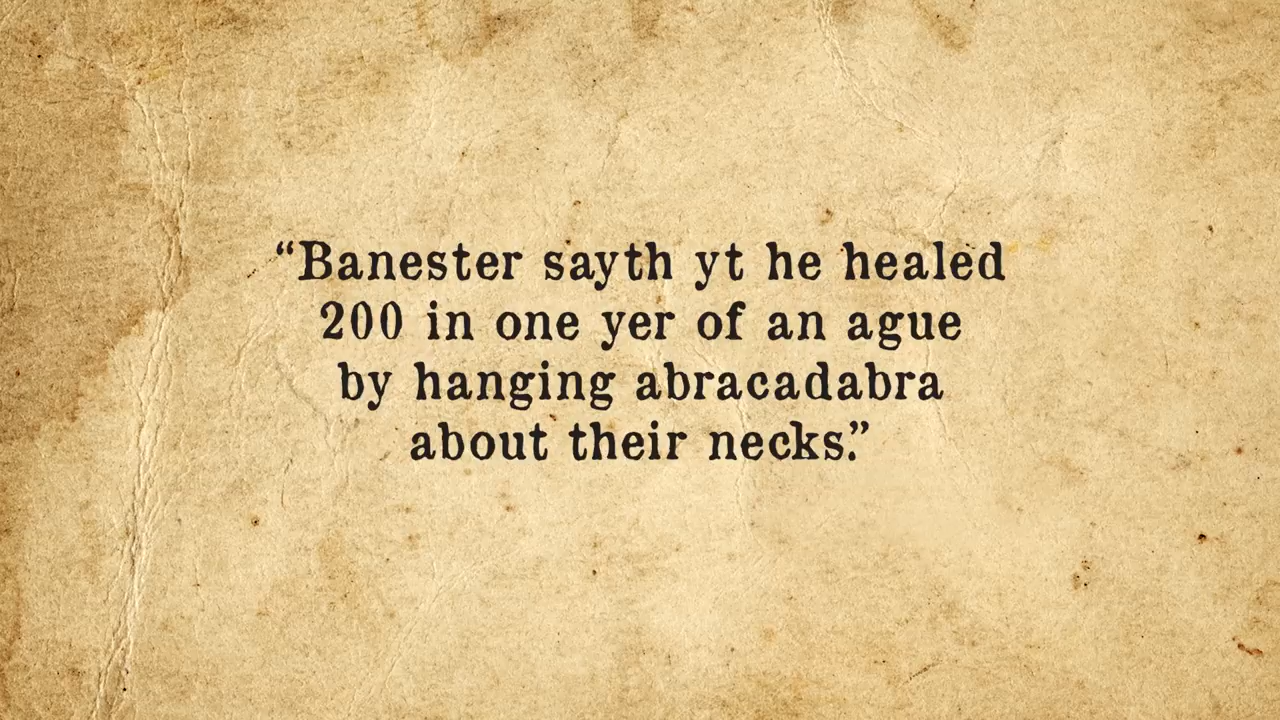 “Banester sayth yt he healed
200 in one yer of an ague
by hanging abracadabra
about their necks.”